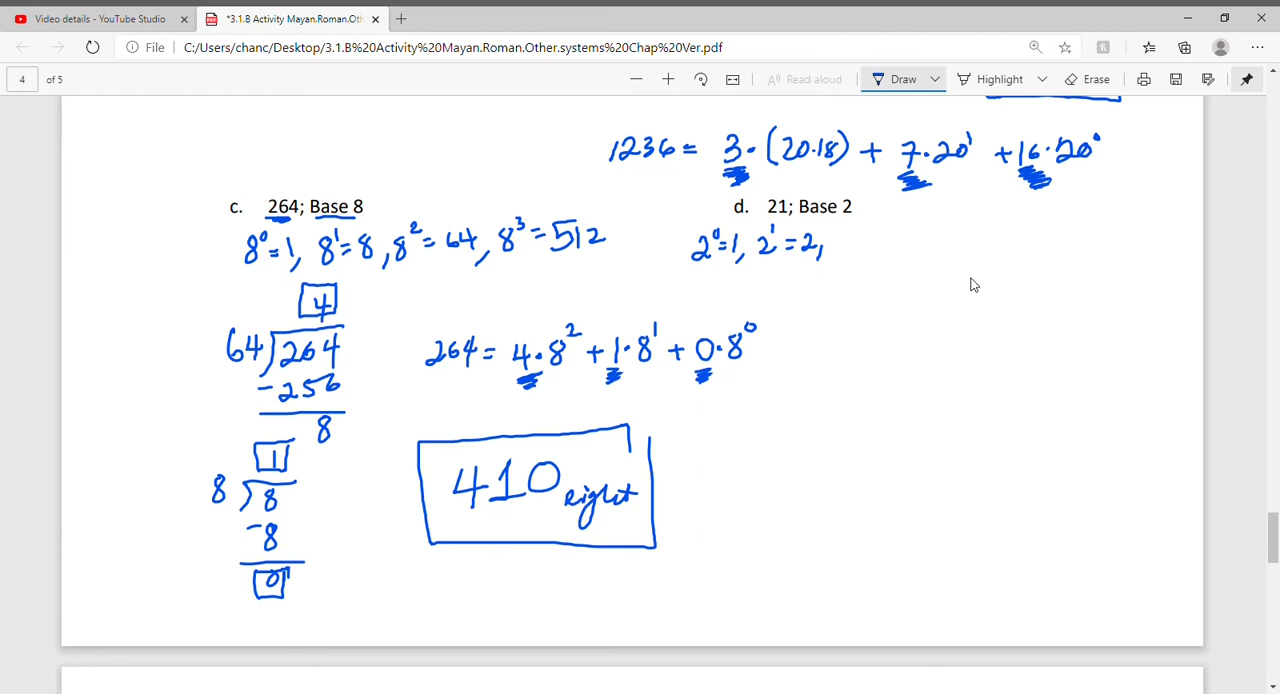 Video details - YouTube Studio
*3.1.B Activity Mayan.Roman.Oth
File
C:/Users/chanc/Desktop/3.1.B%20Activity%20Mayan.Roman.Other.systems%20Chap%20Ver.pdf
4 of 5
Read aloud
Draw
Highlight
Erase
1236 = 3·(20·18) + 7·20¹ + 16·20⁰
c. 264; Base 8
8⁰=1, 8¹=8, 8²=64, 8³=512
4
64)264
-256
8
1
8)8
-8
0
264 = 4·8² + 1·8¹ + 0·8⁰
410 eight
d. 21; Base 2
2⁰=1, 2¹=2,